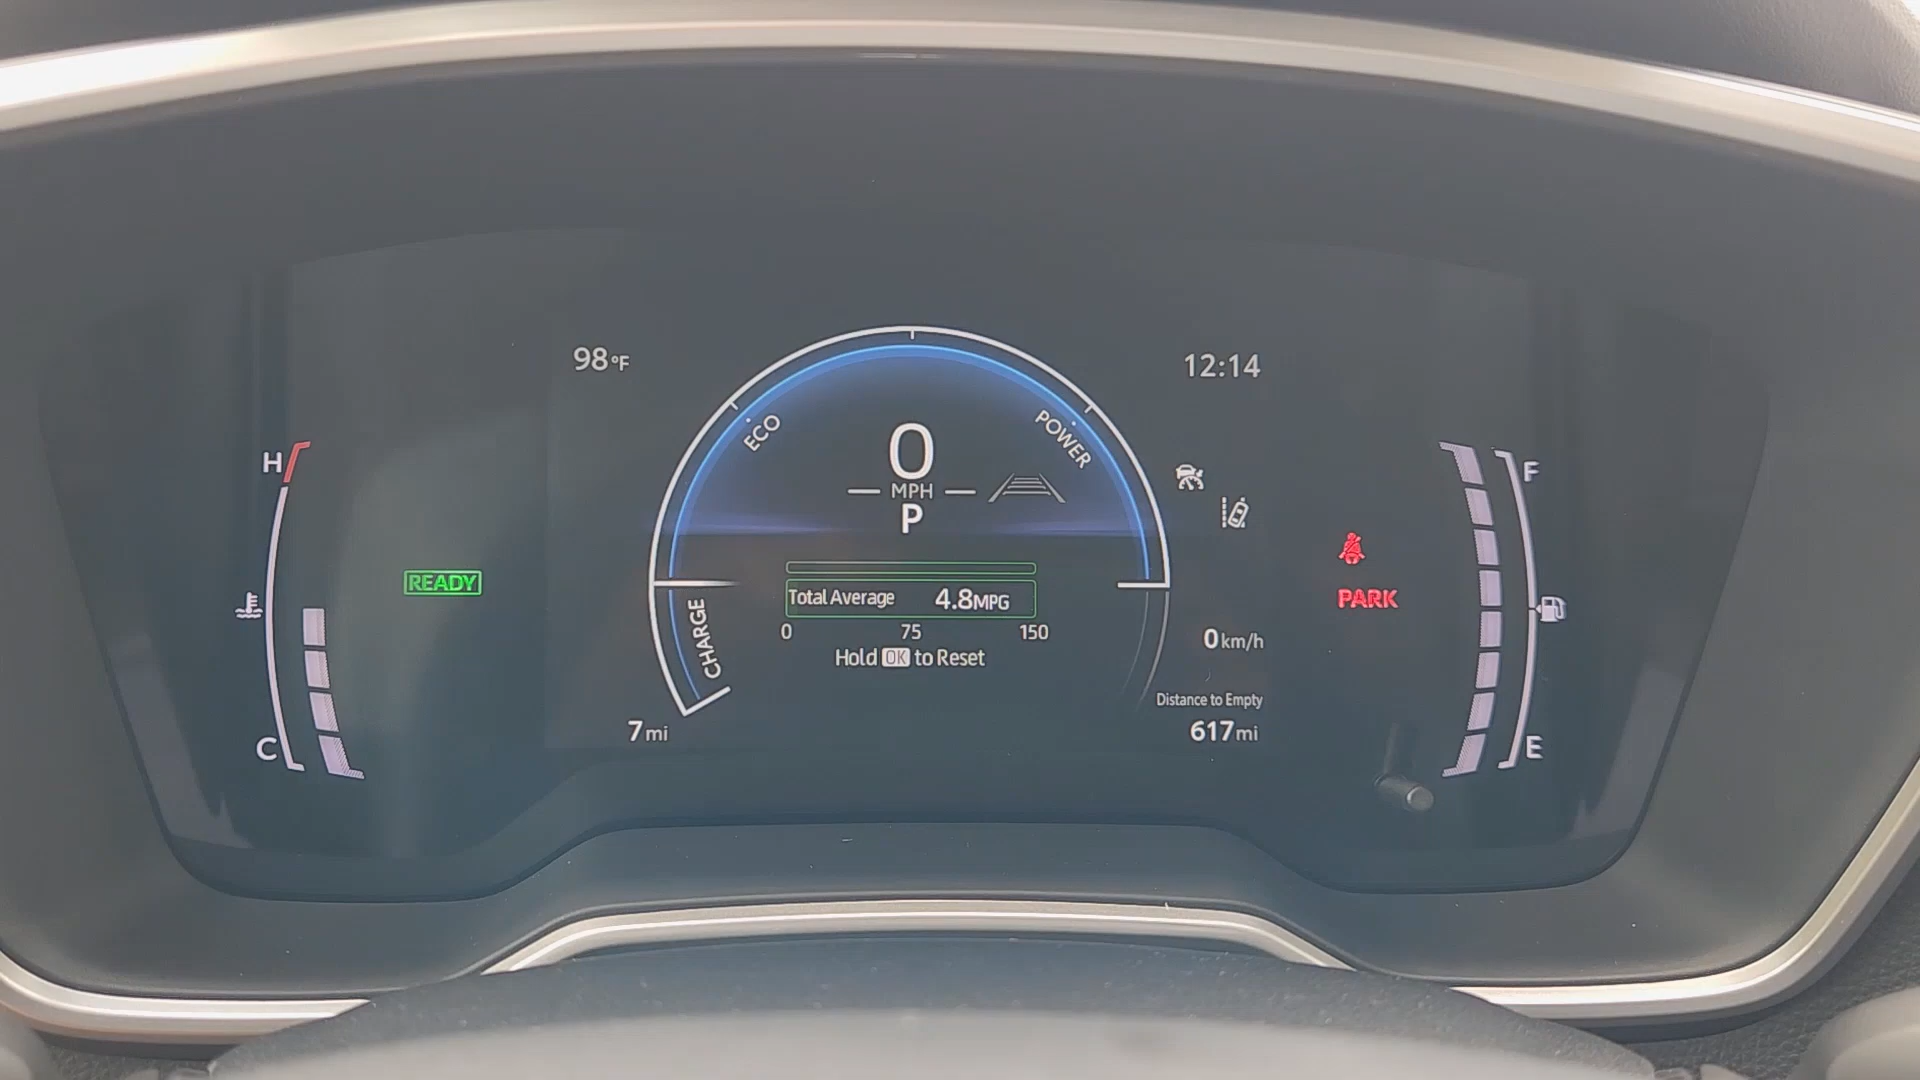 98°F
12:14
ECO
POWER
0
MPH
P
H
F
READY
Total Average 4.8MPG
0 75 150
Hold OK to Reset
CHARGE
PARK
0km/h
Distance to Empty
7mi
617mi
C
E